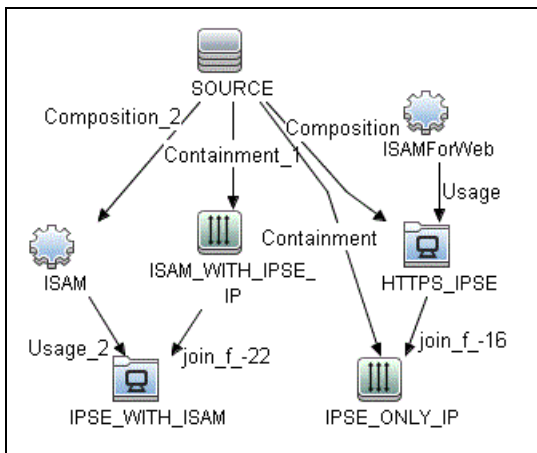 SOURCE
Composition_2
Composition
ISAMForWeb
Containment_1
Usage
Containment
ISAM
ISAM_WITH_IPSE_
IP
HTTPS_IPSE
Usage_2
join_f_-22
join_f_-16
IPSE_WITH_ISAM
IPSE_ONLY_IP